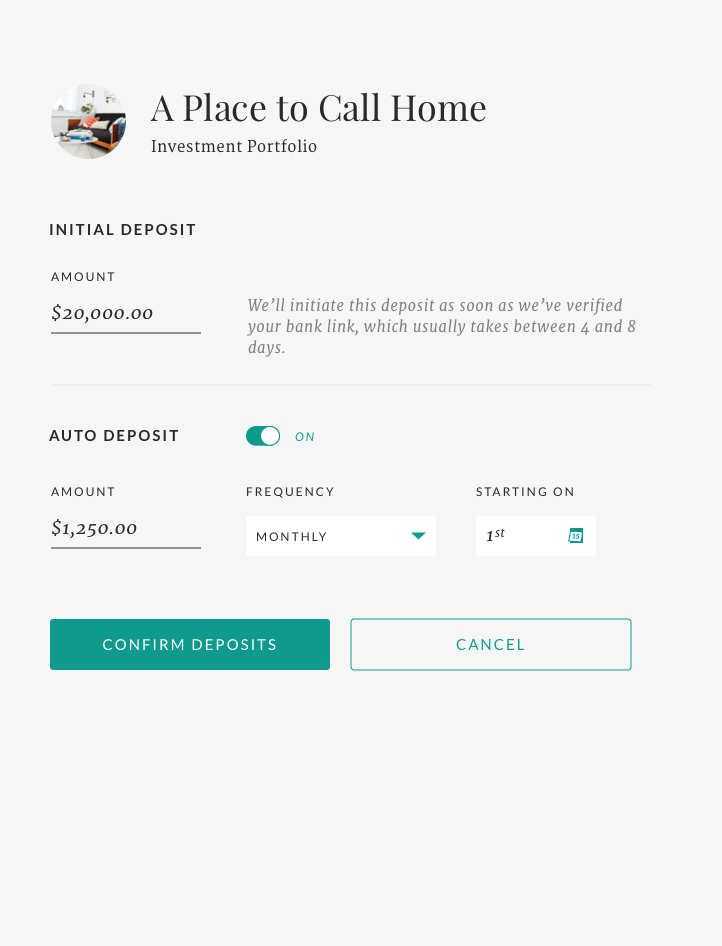 A Place to Call Home
Investment Portfolio
INITIAL DEPOSIT
AMOUNT
$20,000.00
We’ll initiate this deposit as soon as we’ve verified
your bank link, which usually takes between 4 and 8
days.
AUTO DEPOSIT
ON
AMOUNT
FREQUENCY
STARTING ON
$1,250.00
MONTHLY
1st
15
CONFIRM DEPOSITS
CANCEL